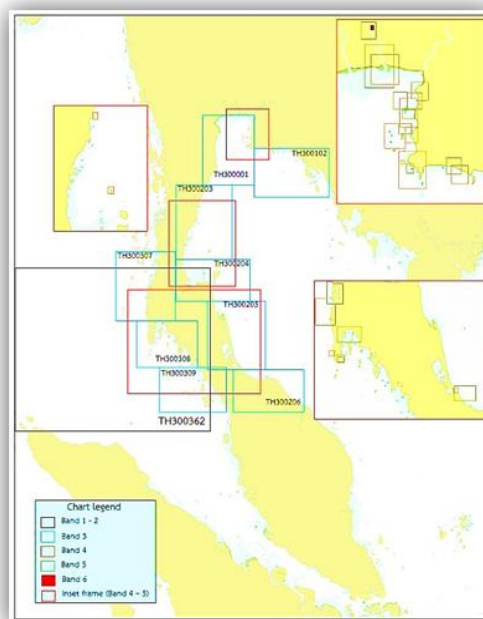 TH300102
TH300001
TH300203
TH300307
TH300204
TH300205
TH300308
TH300309
TH300206
TH300362
Chart legend
Band 1 - 2
Band 3
Band 4
Band 5
Band 6
Inset frame (Band 4 - 5)